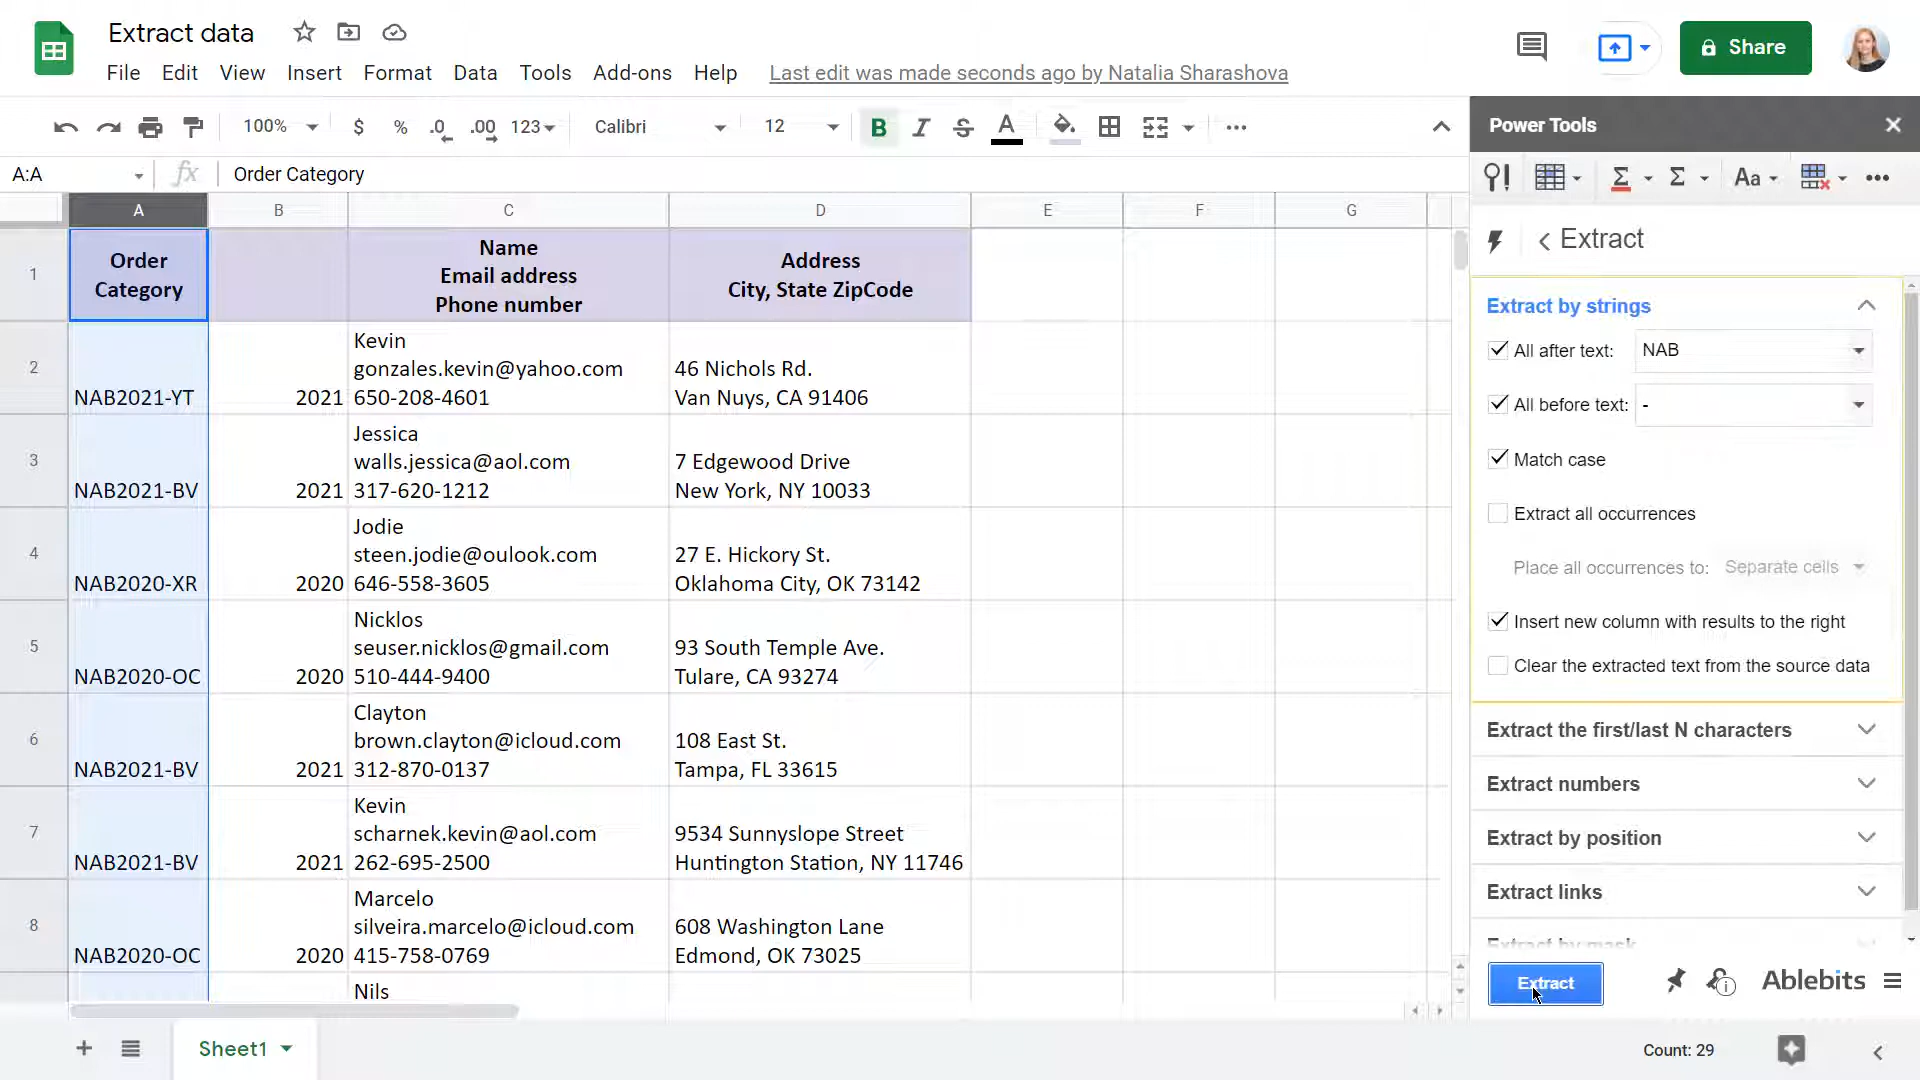 Extract data
File Edit View Insert Format Data Tools Add-ons Help Last edit was made seconds ago by Natalia Sharashova
Share
100% $ % .0 .00 123 Calibri 12 B I S A
A:A fx Order Category
A B C D E F G
1
Order
Category
Name
Email address
Phone number
Address
City, State ZipCode
2
NAB2021-YT
2021
Kevin
gonzales.kevin@yahoo.com
650-208-4601
46 Nichols Rd.
Van Nuys, CA 91406
3
NAB2021-BV
2021
Jessica
walls.jessica@aol.com
317-620-1212
7 Edgewood Drive
New York, NY 10033
4
NAB2020-XR
2020
Jodie
steen.jodie@oulook.com
646-558-3605
27 E. Hickory St.
Oklahoma City, OK 73142
5
NAB2020-OC
2020
Nicklos
seuser.nicklos@gmail.com
510-444-9400
93 South Temple Ave.
Tulare, CA 93274
6
NAB2021-BV
2021
Clayton
brown.clayton@icloud.com
312-870-0137
108 East St.
Tampa, FL 33615
7
NAB2021-BV
2021
Kevin
scharnek.kevin@aol.com
262-695-2500
9534 Sunnyslope Street
Huntington Station, NY 11746
8
NAB2020-OC
2020
Marcelo
silveira.marcelo@icloud.com
415-758-0769
608 Washington Lane
Edmond, OK 73025
Nils
Sheet1
Count: 29
Power Tools
Σ Σ Aa
Extract
Extract by strings
All after text: NAB
All before text: -
Match case
Extract all occurrences
Place all occurrences to: Separate cells
Insert new column with results to the right
Clear the extracted text from the source data
Extract the first/last N characters
Extract numbers
Extract by position
Extract links
Extract by mask
Extract
Ablebits